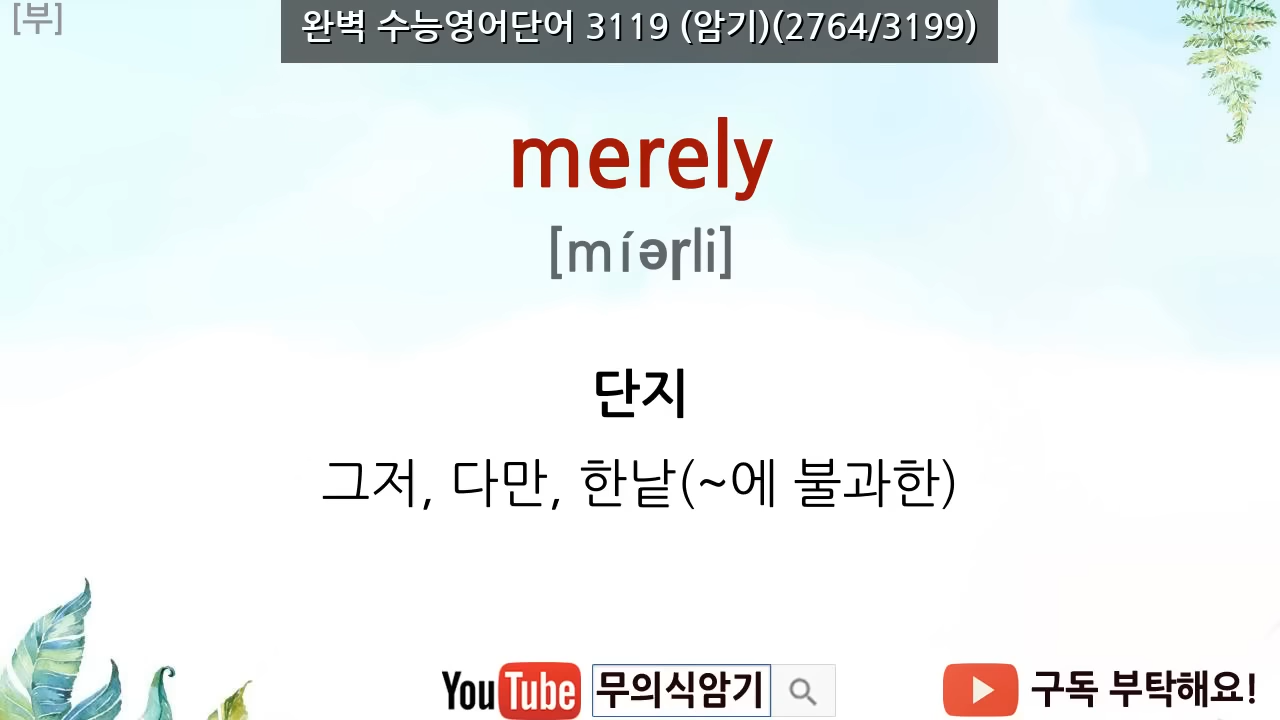 [부]
완벽 수능영어단어 3119 (암기)(2764/3199)
merely
[míəɼli]
단지
그저, 다만, 한낱(~에 불과한)
YouTube 무의식암기 구독 부탁해요!